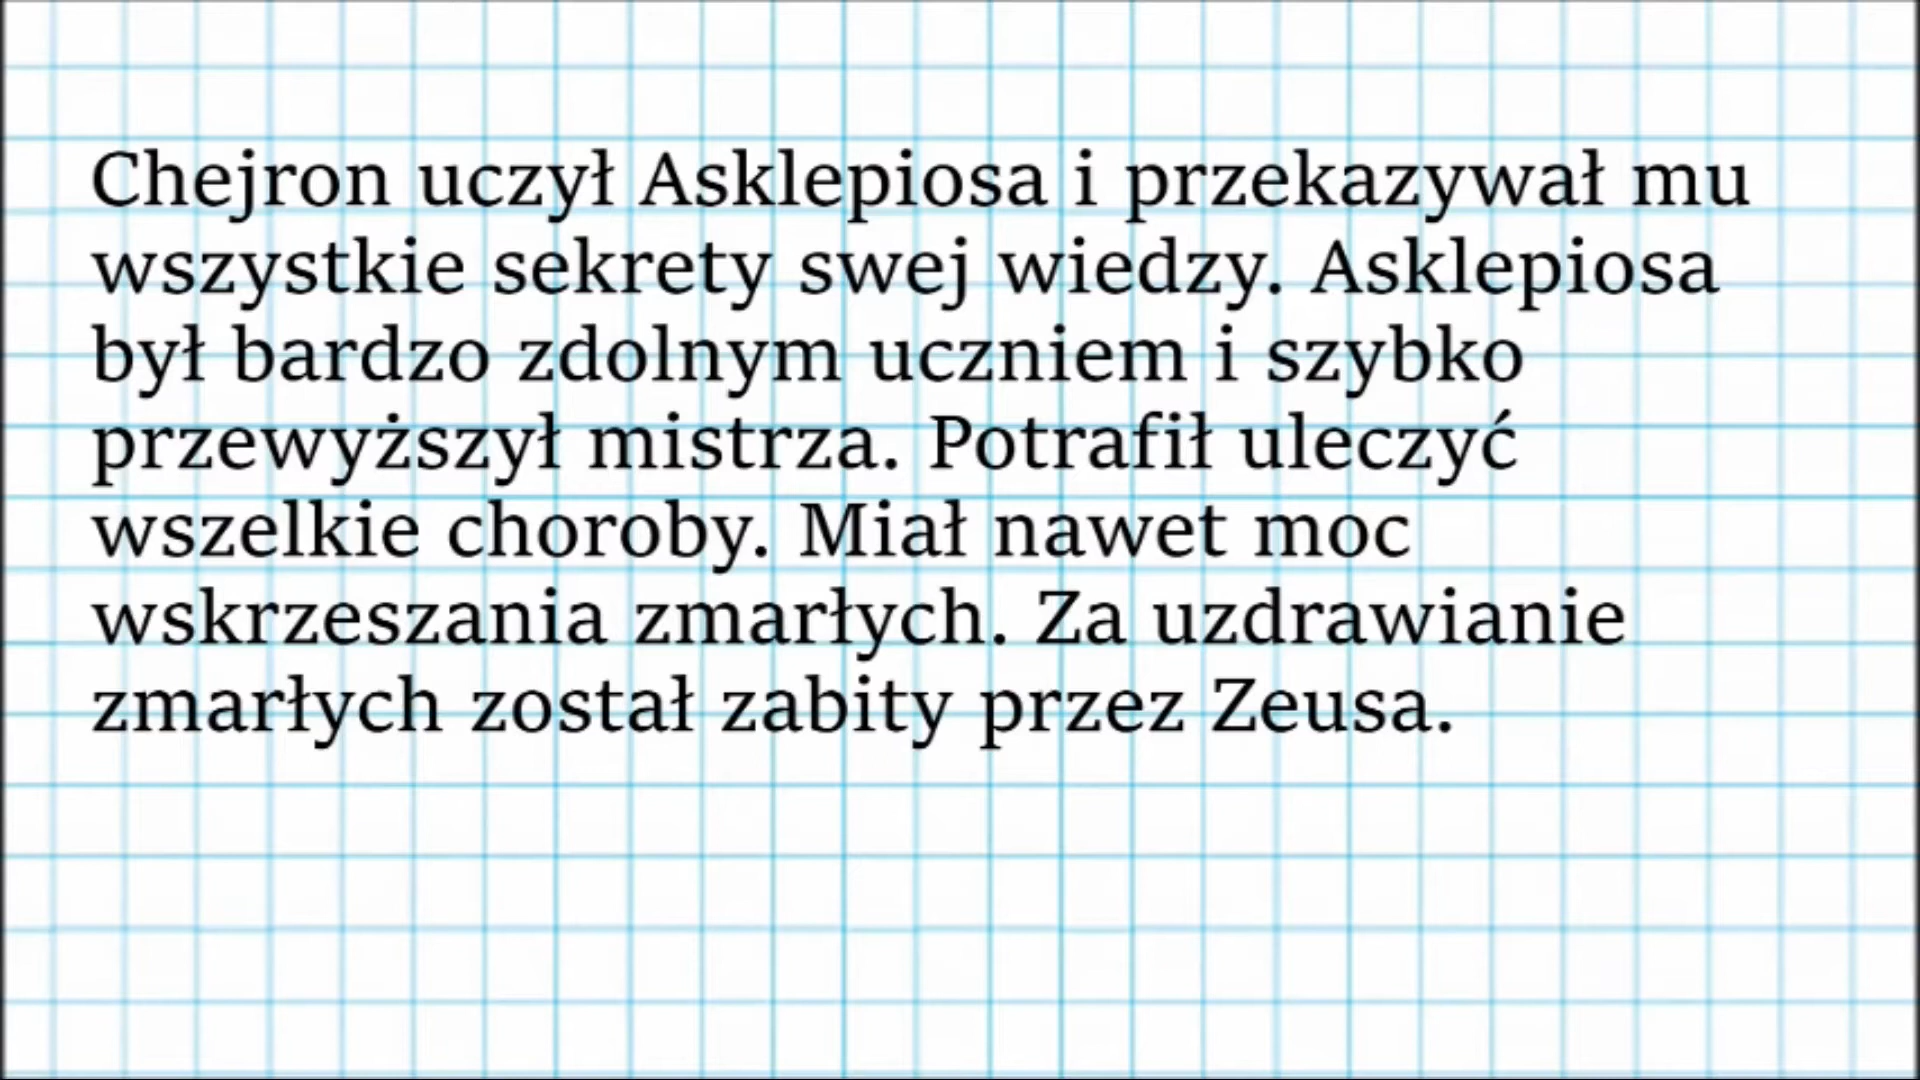 Chejron uczył Asklepiosa i przekazywał mu
wszystkie sekrety swej wiedzy. Asklepiosa
był bardzo zdolnym uczniem i szybko
przewyższył mistrza. Potrafił uleczyć
wszelkie choroby. Miał nawet moc
wskrzeszania zmarłych. Za uzdrawianie
zmarłych został zabity przez Zeusa.